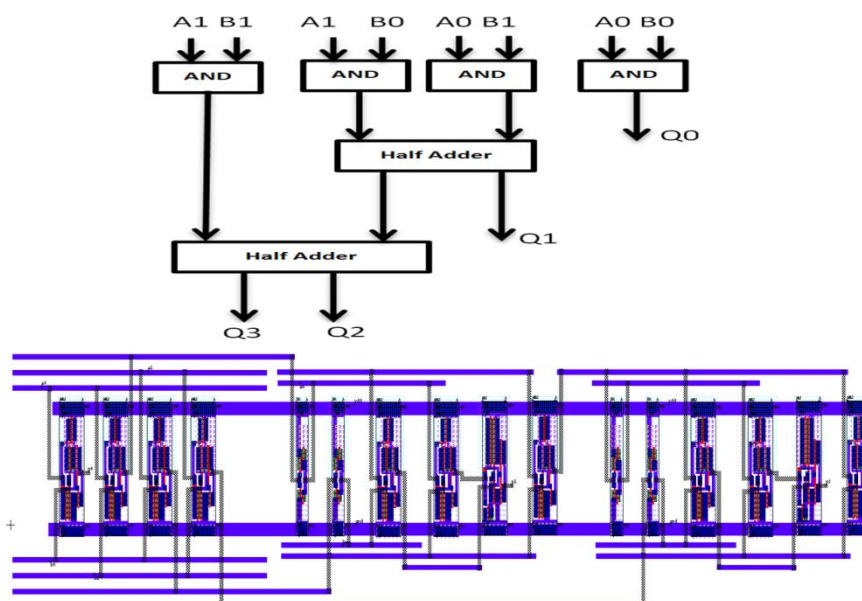 A1 B1 A1 B0 A0 B1 A0 B0
AND AND AND AND
Q0
Half Adder
Q1
Half Adder
Q3 Q2